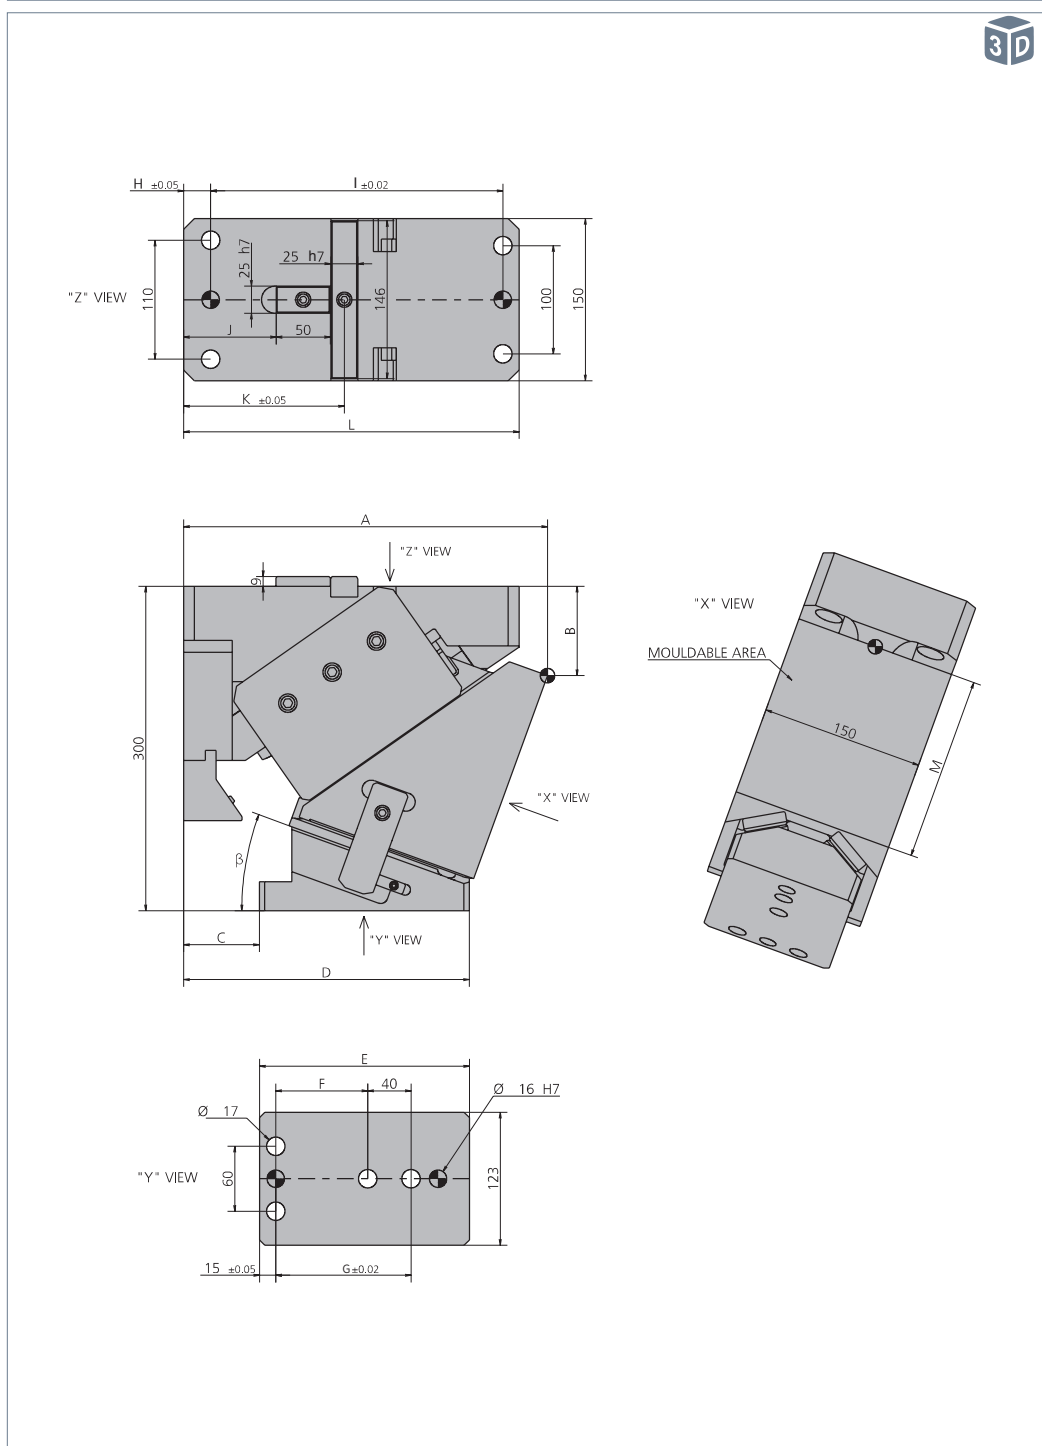 3D
H ±0.05
I ±0.02
25 h7
25 h7
"Z" VIEW
110
146
100
150
J
50
K ±0.05
L
A
"Z" VIEW
9
B
"X" VIEW
MOULDABLE AREA
300
150
M
"X" VIEW
β
C
"Y" VIEW
D
E
F
40
Ø 16 H7
Ø 17
"Y" VIEW
60
123
15 ±0.05
G±0.02